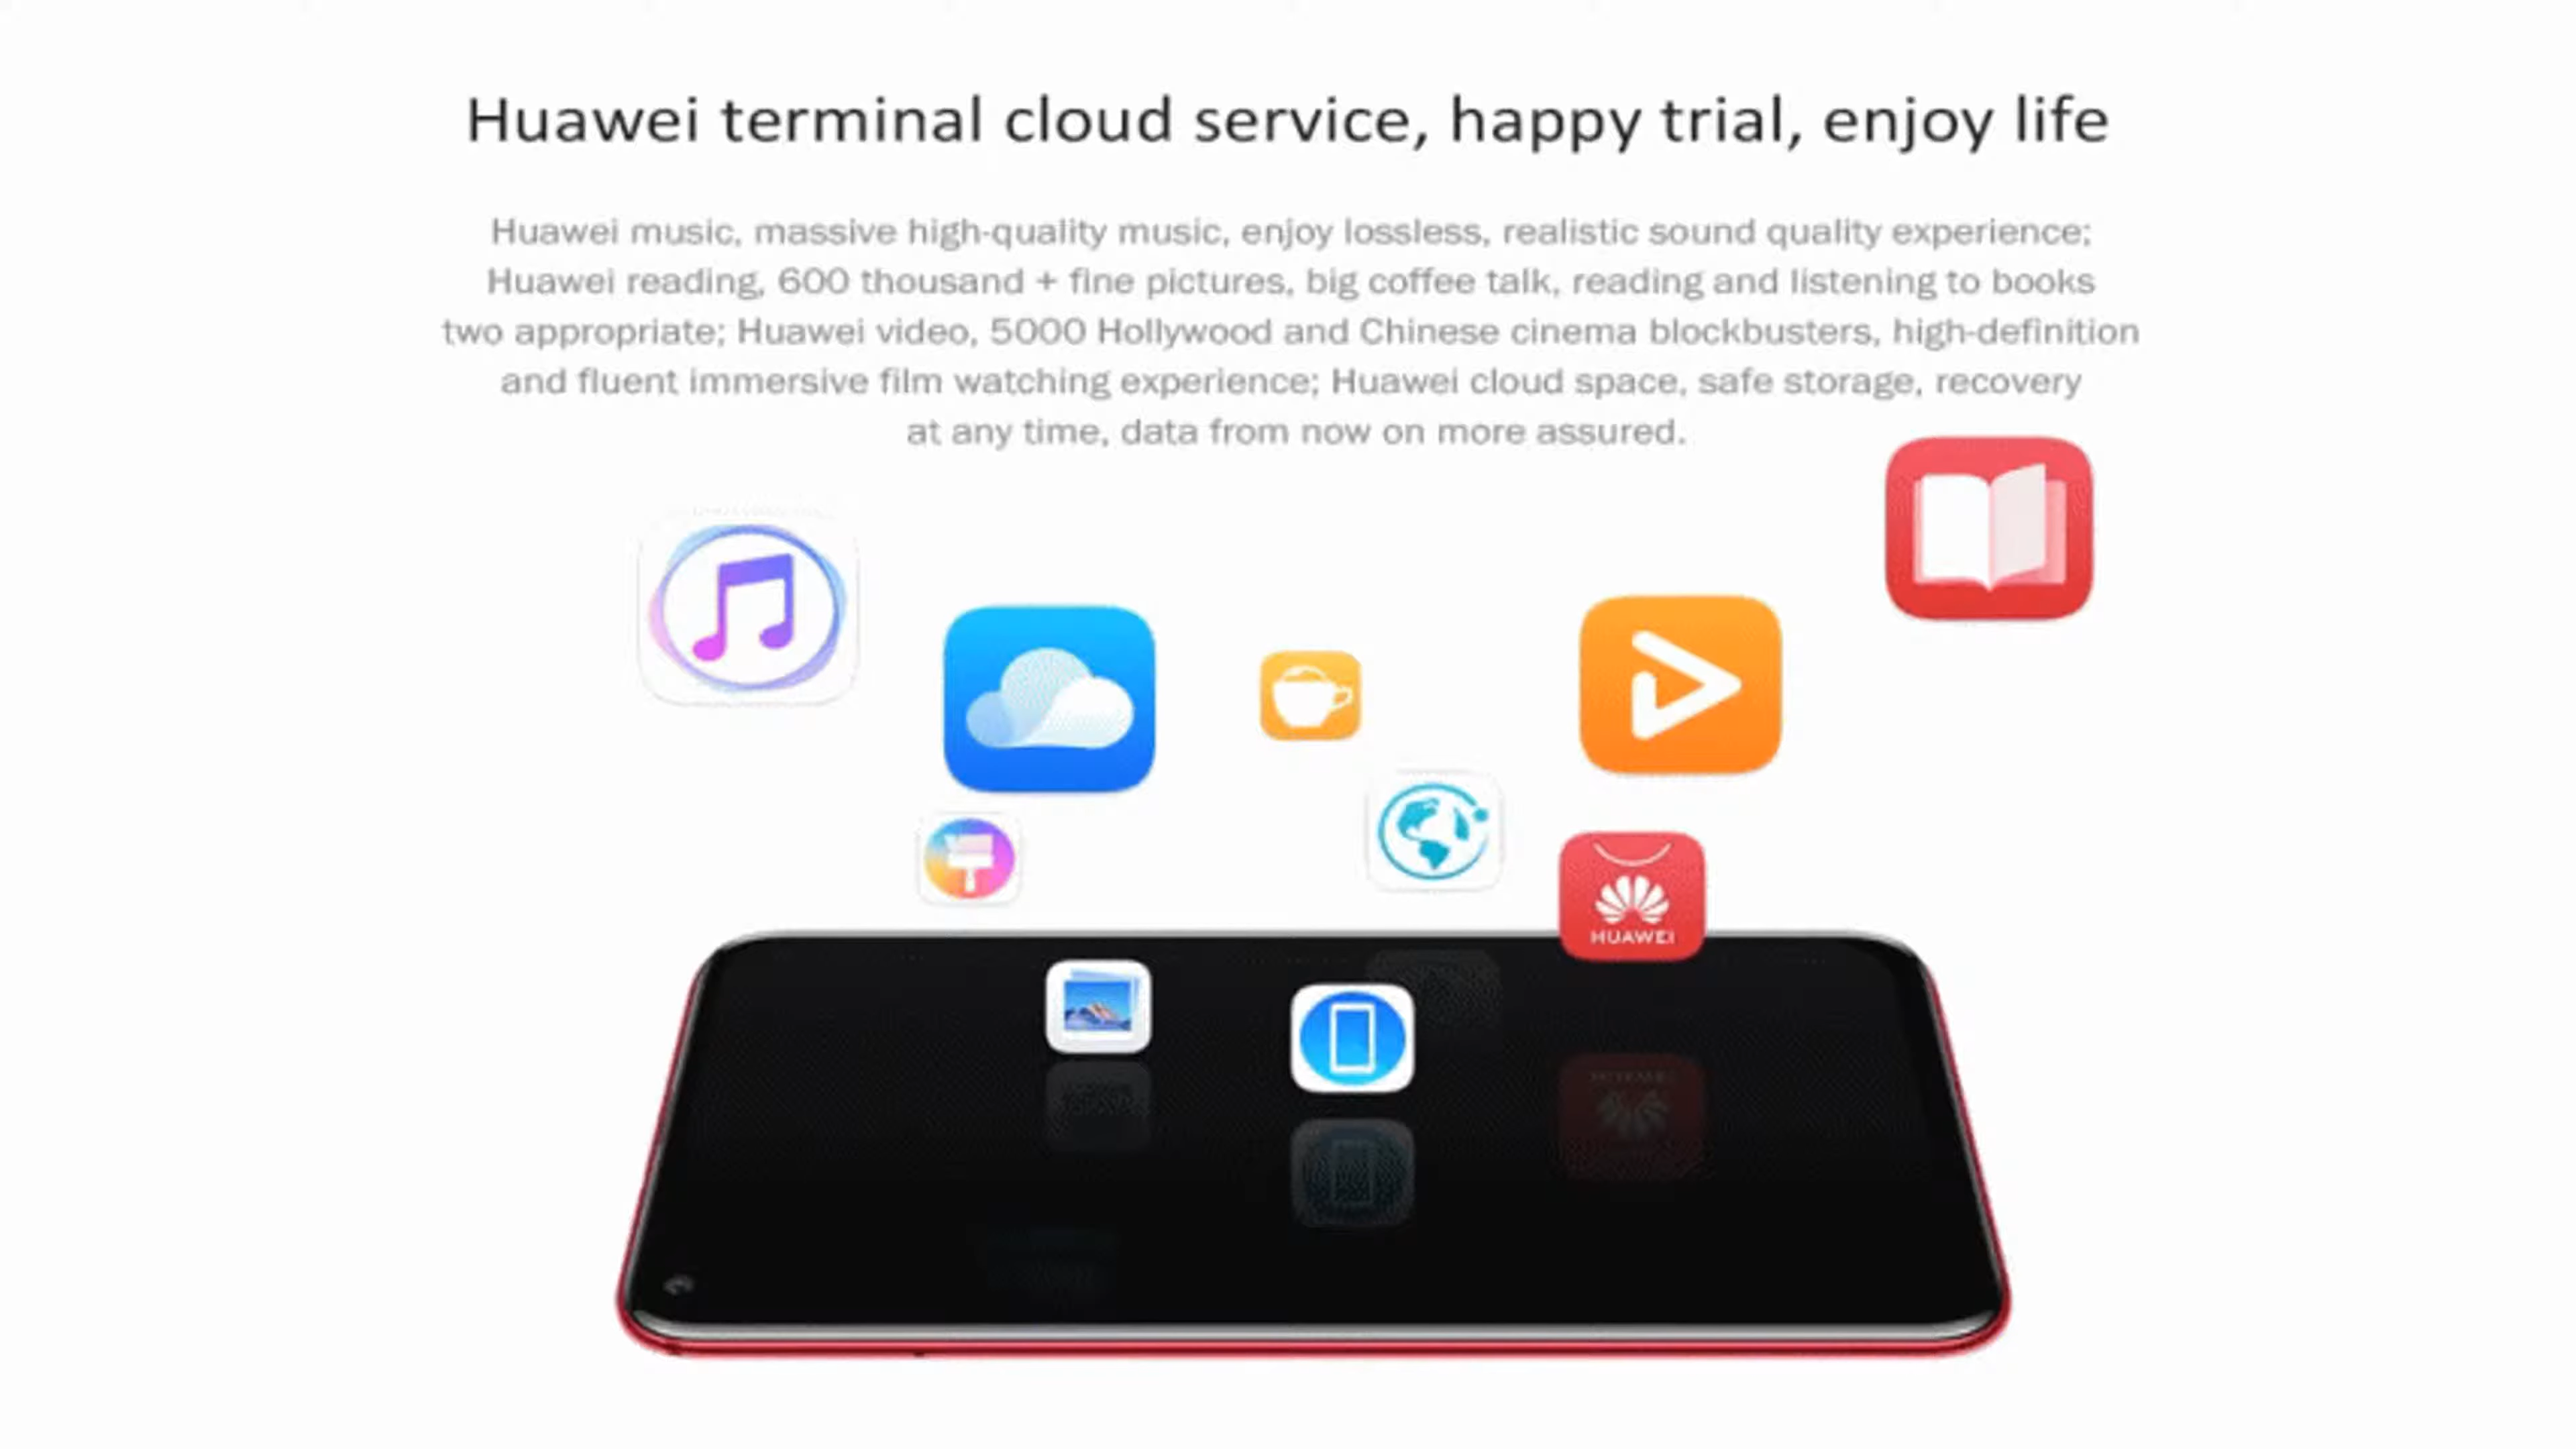 Huawei terminal cloud service, happy trial, enjoy life
Huawei music, massive high-quality music, enjoy lossless, realistic sound quality experience;
Huawei reading, 600 thousand + fine pictures, big coffee talk, reading and listening to books
two appropriate; Huawei video, 5000 Hollywood and Chinese cinema blockbusters, high-definition
and fluent immersive film watching experience; Huawei cloud space, safe storage, recovery
at any time, data from now on more assured.
HUAWEI